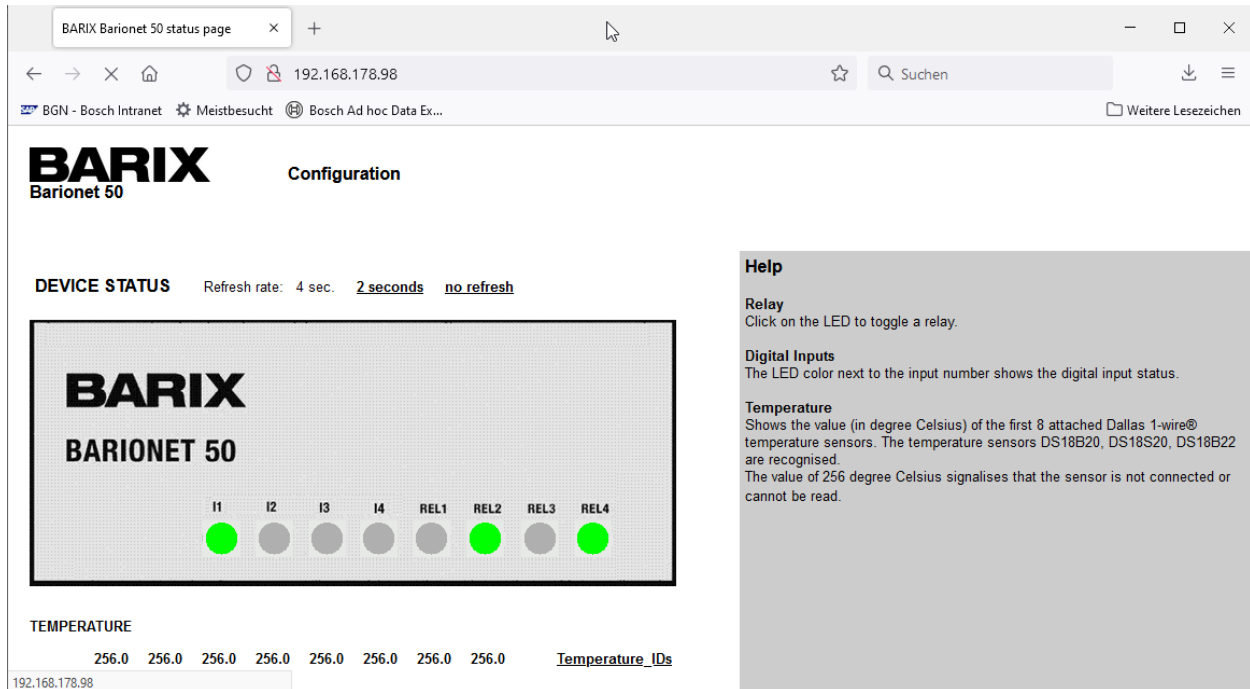 BARIX Barionet 50 status page
192.168.178.98
Suchen
BGN - Bosch Intranet Meistbesucht Bosch Ad hoc Data Ex... Weitere Lesezeichen
BARIX
Barionet 50
Configuration
DEVICE STATUS Refresh rate: 4 sec. 2 seconds no refresh
BARIX
BARIONET 50
I1 I2 I3 I4 REL1 REL2 REL3 REL4
TEMPERATURE
256.0 256.0 256.0 256.0 256.0 256.0 256.0 256.0 Temperature_IDs
192.168.178.98
Help
Relay
Click on the LED to toggle a relay.
Digital Inputs
The LED color next to the input number shows the digital input status.
Temperature
Shows the value (in degree Celsius) of the first 8 attached Dallas 1-wire®
temperature sensors. The temperature sensors DS18B20, DS18S20, DS18B22
are recognised.
The value of 256 degree Celsius signalises that the sensor is not connected or
cannot be read.